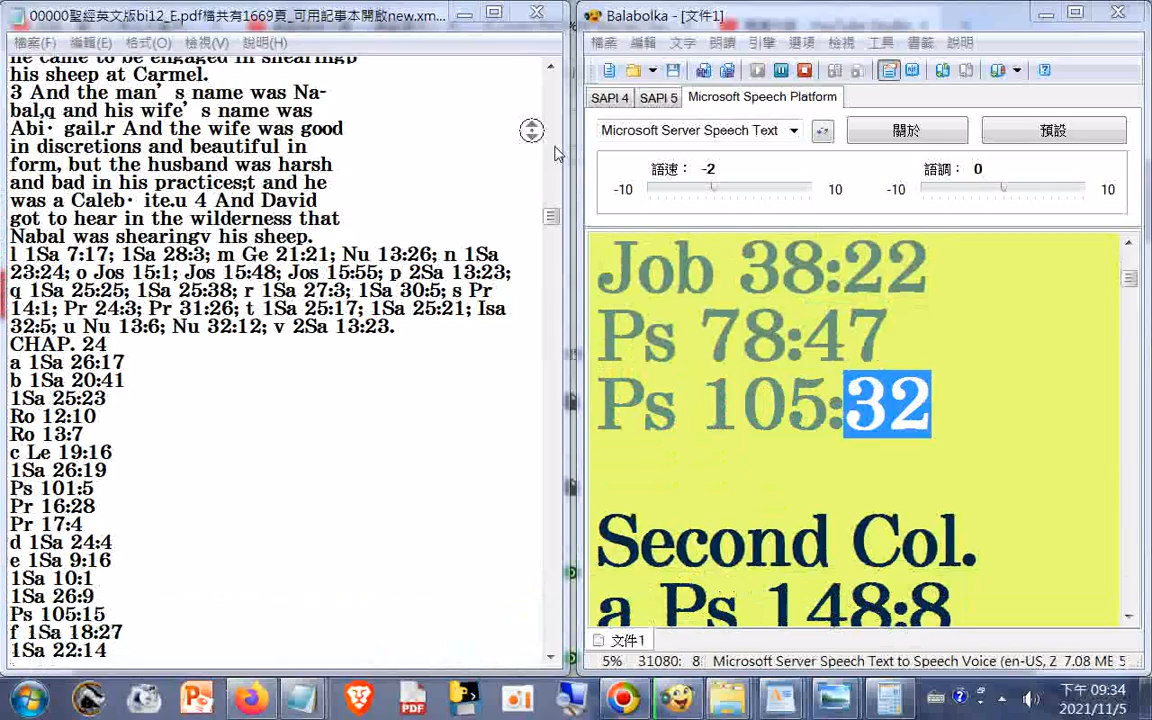 00000聖經英文版bi12_E.pdf檔共有1669頁_可用記事本開啟new.xm...
檔案(F) 編輯(E) 格式(O) 檢視(V) 說明(H)
he came to be engaged in shearingp
his sheep at Carmel.
3 And the man’s name was Na-
bal,q and his wife’s name was
Abi·gail.r And the wife was good
in discretions and beautiful in
form, but the husband was harsh
and bad in his practices;t and he
was a Caleb·ite.u 4 And David
got to hear in the wilderness that
Nabal was shearingv his sheep.
l 1Sa 7:17; 1Sa 28:3; m Ge 21:21; Nu 13:26; n 1Sa
23:24; o Jos 15:1; Jos 15:48; Jos 15:55; p 2Sa 13:23;
q 1Sa 25:25; 1Sa 25:38; r 1Sa 27:3; 1Sa 30:5; s Pr
14:1; Pr 24:3; Pr 31:26; t 1Sa 25:17; 1Sa 25:21; Isa
32:5; u Nu 13:6; Nu 32:12; v 2Sa 13:23.
CHAP. 24
a 1Sa 26:17
b 1Sa 20:41
1Sa 25:23
Ro 12:10
Ro 13:7
c Le 19:16
1Sa 26:19
Ps 101:5
Pr 16:28
Pr 17:4
d 1Sa 24:4
e 1Sa 9:16
1Sa 10:1
1Sa 26:9
Ps 105:15
f 1Sa 18:27
1Sa 22:14
Balabolka - [文件1]
檔案 編輯 文字 朗讀 引擎 選項 檢視 工具 書籤 說明
SAPI 4 SAPI 5 Microsoft Speech Platform
Microsoft Server Speech Text 關於 預設
語速: -2 語調: 0
-10 10 -10 10
Job 38:22
Ps 78:47
Ps 105:32
Second Col.
a Ps 148:8
文件1
5% 31080: 8 Microsoft Server Speech Text to Speech Voice (en-US, 2 7.08 MB 5
PDF
下午 09:34
2021/11/5